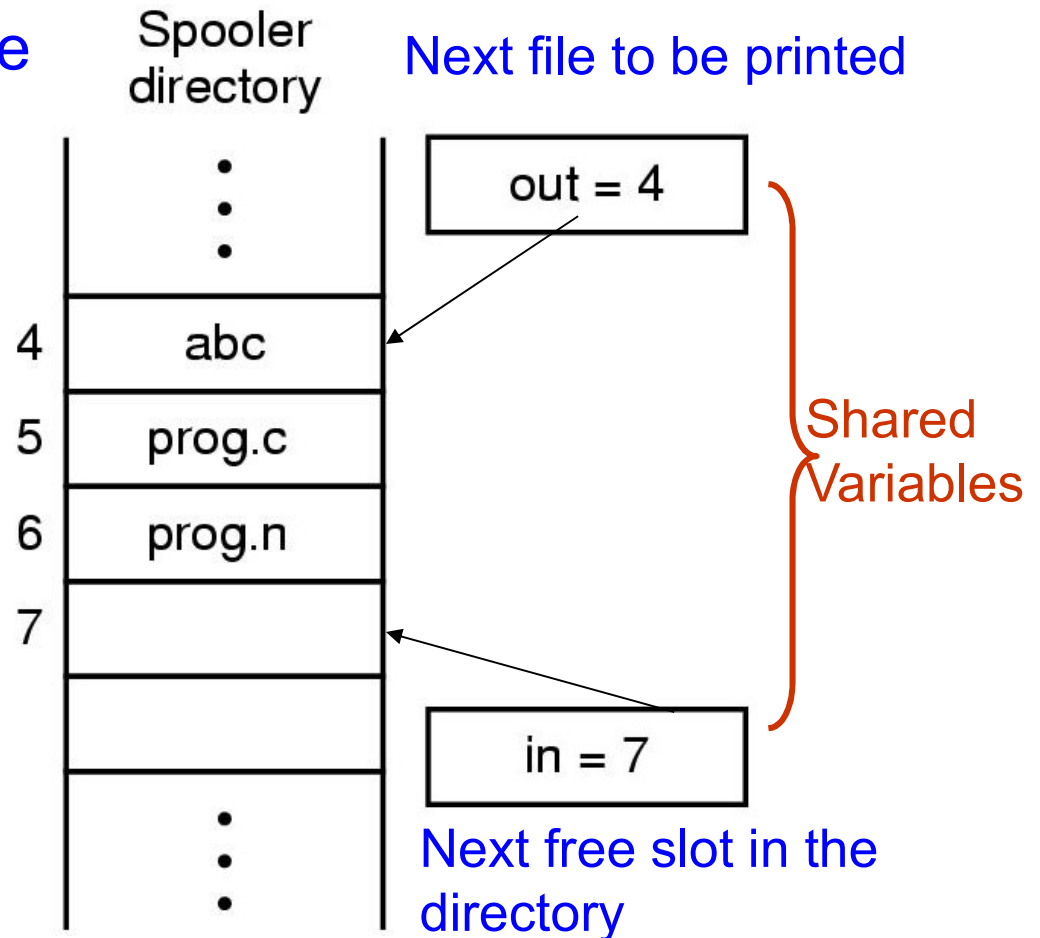 e
Spooler
directory
Next file to be printed
out = 4
4 abc
5 prog.c
6 prog.n
7
Shared
Variables
in = 7
Next free slot in the
directory